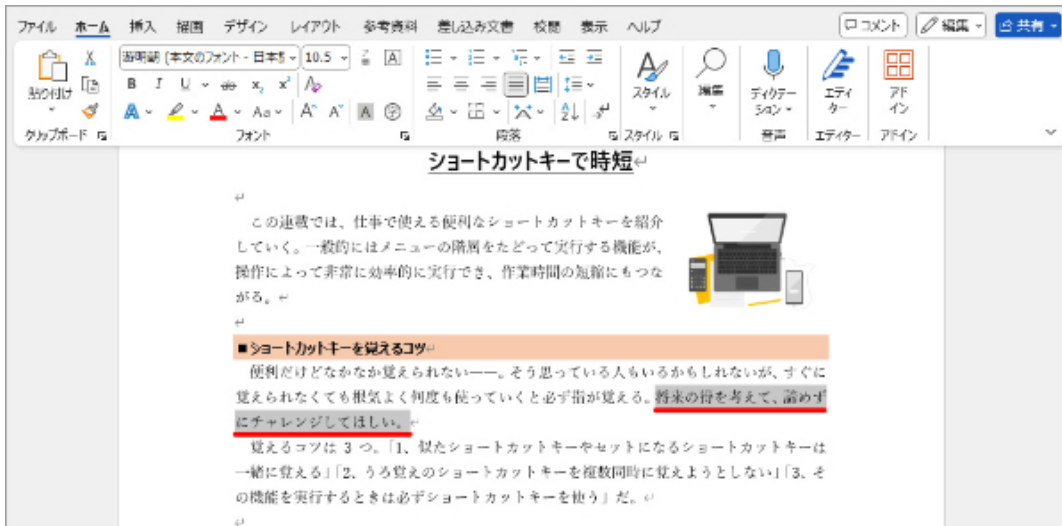 ファイル ホーム 挿入 描画 デザイン レイアウト 参考資料 差し込み文書 校閲 表示 ヘルプ コメント 編集 共有
游明朝 (本文のフォント - 日本 10.5
貼り付け スタイル 編集 ディクテーション エディター アドイン
クリップボード フォント 段落 スタイル 音声 エディター アドイン
ショートカットキーで時短
この連載では、仕事で使える便利なショートカットキーを紹介
していく。一般的にはメニューの階層をたどって実行する機能が、
操作によって非常に効率的に実行でき、作業時間の短縮にもつな
がる。
■ショートカットキーを覚えるコツ
便利だけどなかなか覚えられない――。そう思っている人もいるかもしれないが、すぐに
覚えられなくても根気よく何度も使っていくと必ず指が覚える。将来の得を考えて、諦めず
にチャレンジしてほしい。
覚えるコツは 3 つ。「1、似たショートカットキーやセットになるショートカットキーは
一緒に覚える」「2、うろ覚えのショートカットキーを複数同時に覚えようとしない」「3、そ
の機能を実行するときは必ずショートカットキーを使う」だ。